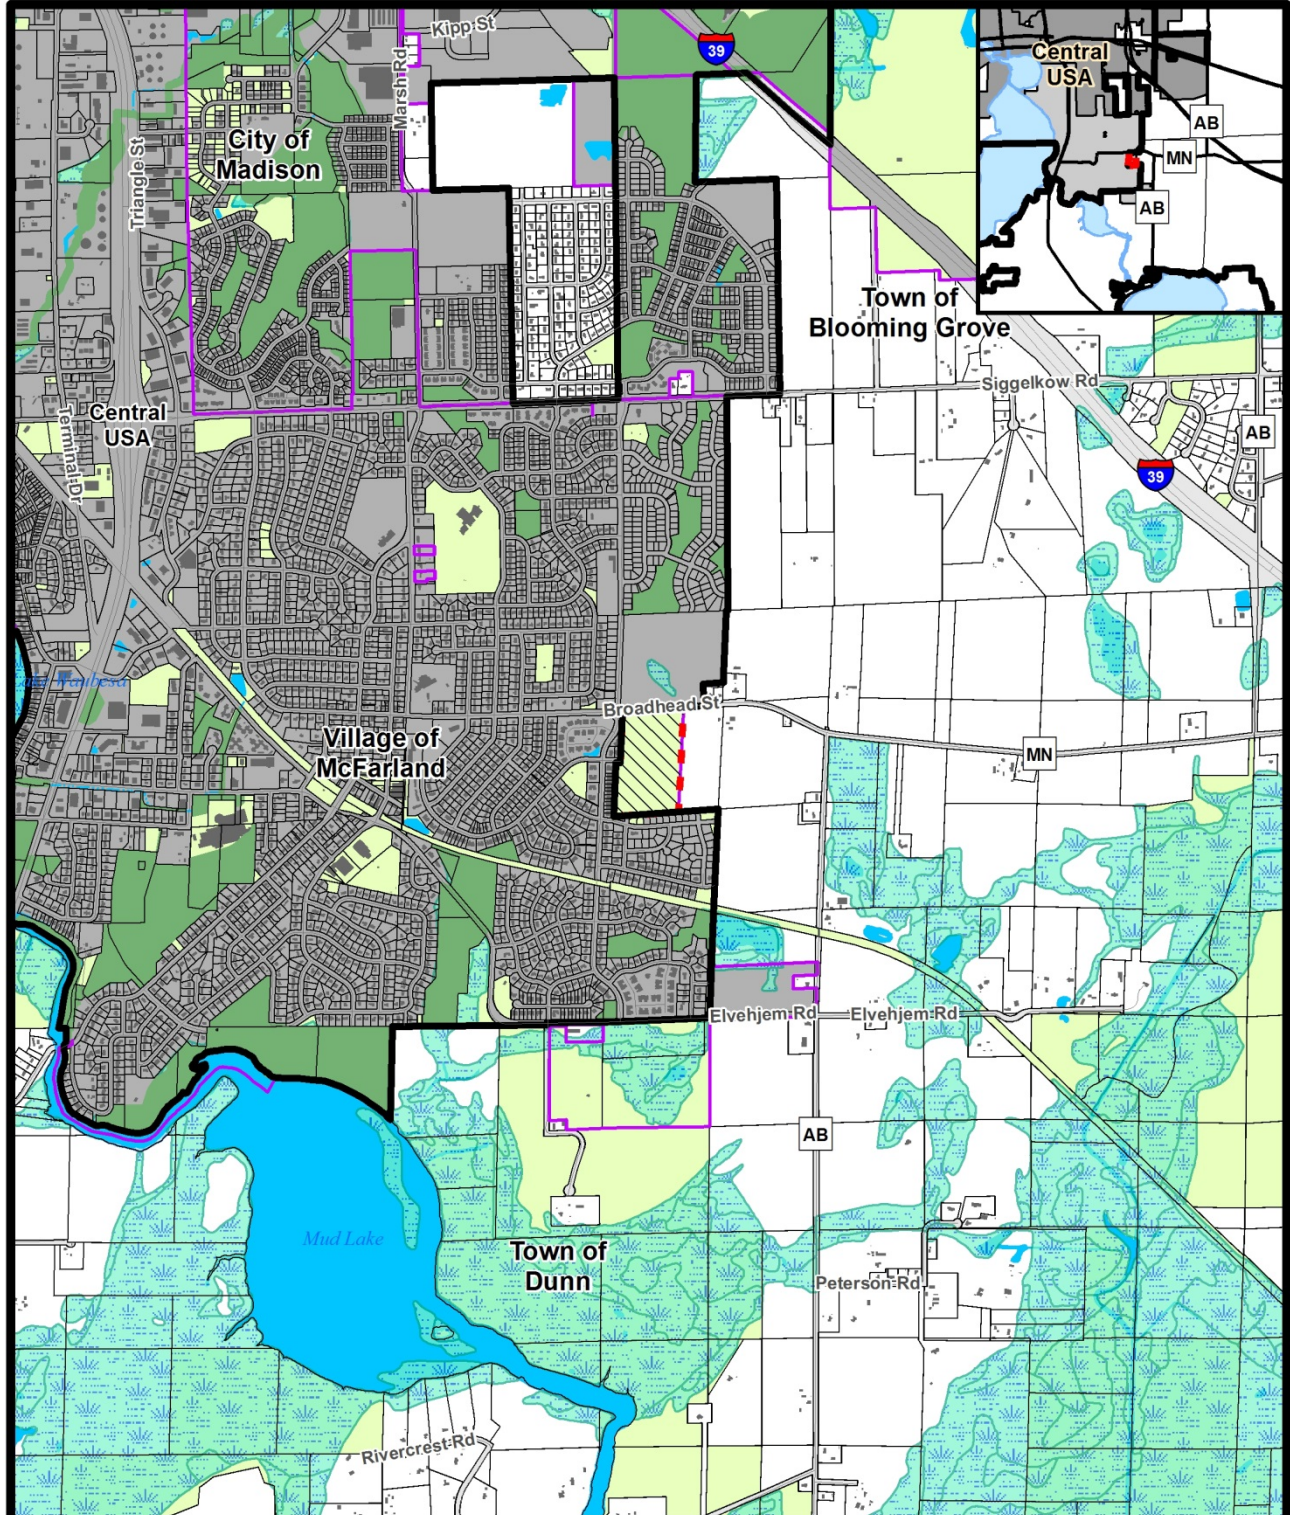 Kipp St
39
Central
USA
Marsh Rd
AB
City of
Madison
MN
Triangle St
AB
Town of
Blooming Grove
Siggelkow Rd
Central
USA
Terminal Dr
AB
39
Waubesa
Broadhead St
Village of
McFarland
MN
Elvehjem Rd
Elvehjem Rd
AB
Mud Lake
Town of
Dunn
Peterson Rd
Rivercrest Rd